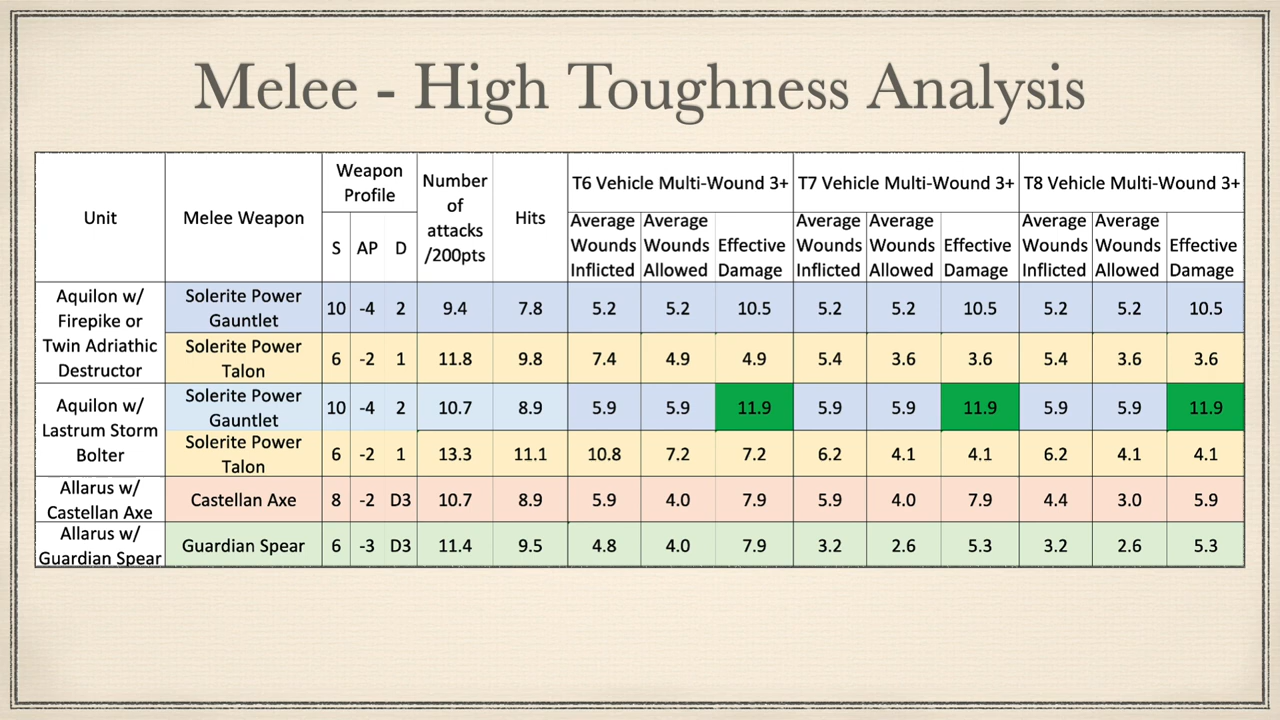 Melee - High Toughness Analysis
Unit
Melee Weapon
Weapon
Profile
S AP D
Number
of
attacks
/200pts
Hits
T6 Vehicle Multi-Wound 3+
Average
Wounds
Inflicted
Average
Wounds
Allowed
Effective
Damage
T7 Vehicle Multi-Wound 3+
Average
Wounds
Inflicted
Average
Wounds
Allowed
Effective
Damage
T8 Vehicle Multi-Wound 3+
Average
Wounds
Inflicted
Average
Wounds
Allowed
Effective
Damage
Aquilon w/
Firepike or
Twin Adriathic
Destructor
Solerite Power
Gauntlet
10 -4 2 9.4 7.8 5.2 5.2 10.5 5.2 5.2 10.5 5.2 5.2 10.5
Solerite Power
Talon
6 -2 1 11.8 9.8 7.4 4.9 4.9 5.4 3.6 3.6 5.4 3.6 3.6
Aquilon w/
Lastrum Storm
Bolter
Solerite Power
Gauntlet
10 -4 2 10.7 8.9 5.9 5.9 11.9 5.9 5.9 11.9 5.9 5.9 11.9
Solerite Power
Talon
6 -2 1 13.3 11.1 10.8 7.2 7.2 6.2 4.1 4.1 6.2 4.1 4.1
Allarus w/
Castellan Axe
Castellan Axe 8 -2 D3 10.7 8.9 5.9 4.0 7.9 5.9 4.0 7.9 4.4 3.0 5.9
Allarus w/
Guardian Spear
Guardian Spear 6 -3 D3 11.4 9.5 4.8 4.0 7.9 3.2 2.6 5.3 3.2 2.6 5.3